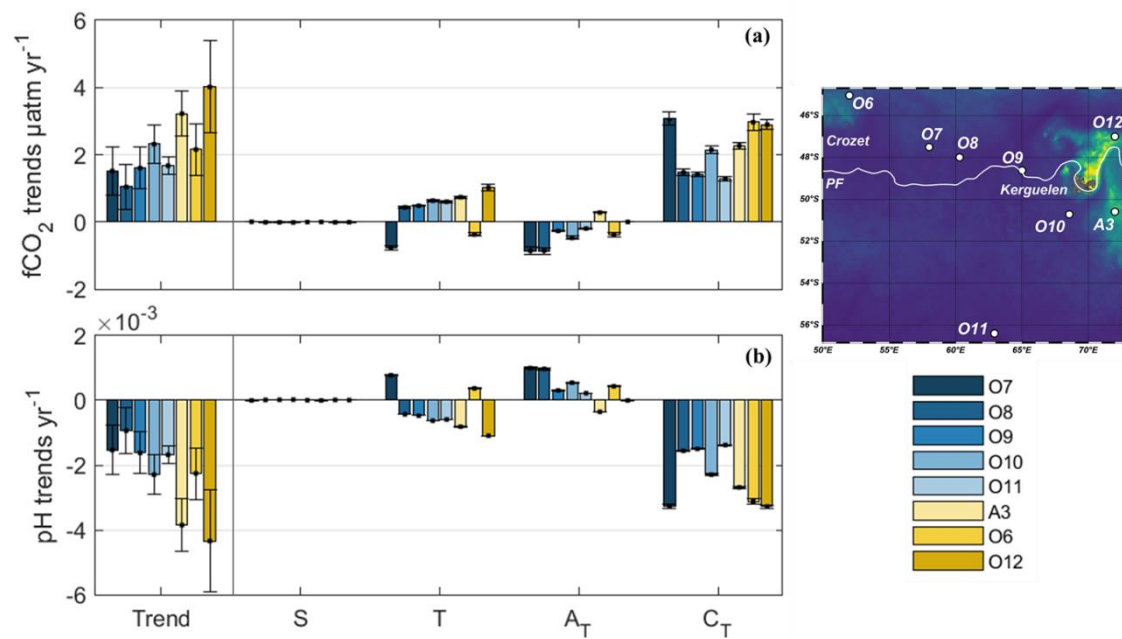 fCO₂ trends µatm yr⁻¹
6
4
2
0
-2
(a)
×10⁻³
pH trends yr⁻¹
2
0
-2
-4
-6
(b)
Trend
S
T
A_T
C_T
46°S
48°S
50°S
52°S
54°S
56°S
50°E
55°E
60°E
65°E
70°E
O6
O7
O8
O9
O12
Crozet
PF
Kerguelen
O10
A3
O11
O7
O8
O9
O10
O11
A3
O6
O12